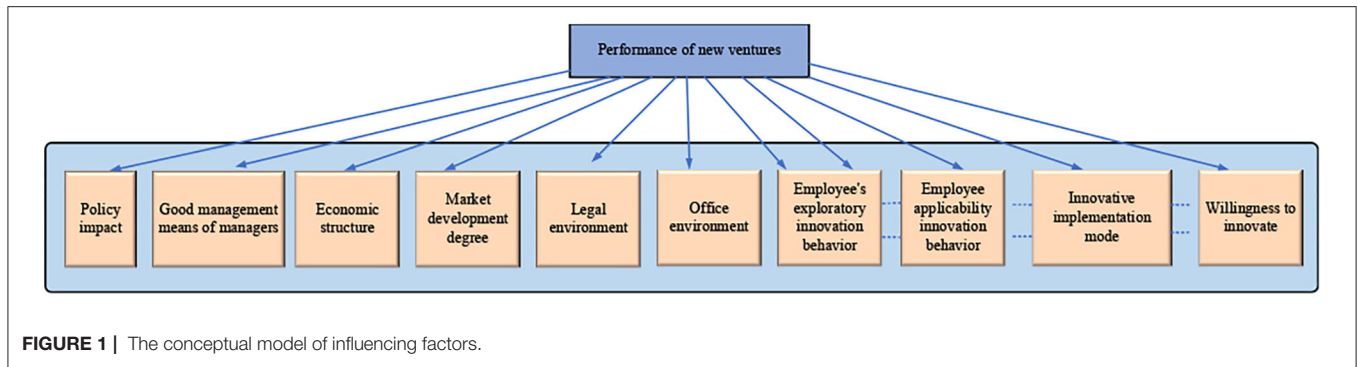 Performance of new ventures
Policy
impact
Good management
means of managers
Economic
structure
Market
development
degree
Legal
environment
Office
environment
Employee's
exploratory
innovation
behavior
Employee
applicability
innovation
behavior
Innovative
implementation
mode
Willingness to
innovate
FIGURE 1 | The conceptual model of influencing factors.